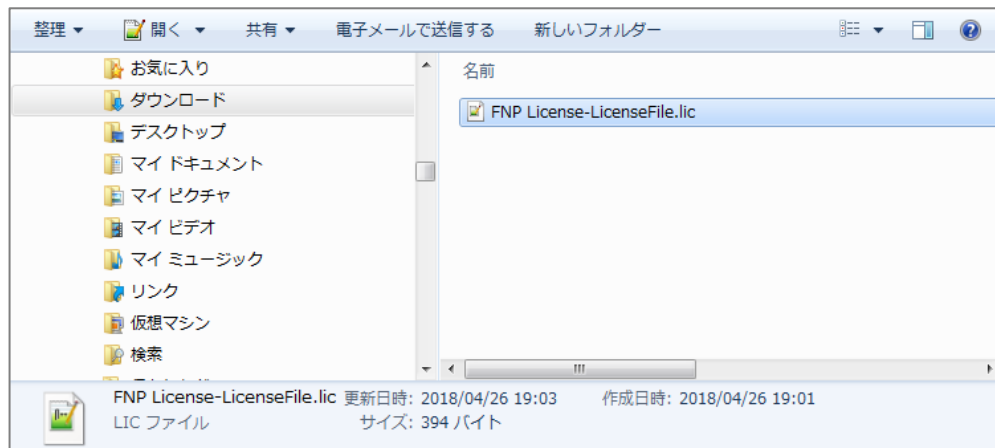 整理 開く 共有 電子メールで送信する 新しいフォルダー
お気に入り
ダウンロード
デスクトップ
マイ ドキュメント
マイ ピクチャ
マイ ビデオ
マイ ミュージック
リンク
仮想マシン
検索
名前
FNP License-LicenseFile.lic
FNP License-LicenseFile.lic 更新日時: 2018/04/26 19:03 作成日時: 2018/04/26 19:01
LIC ファイル サイズ: 394 バイト